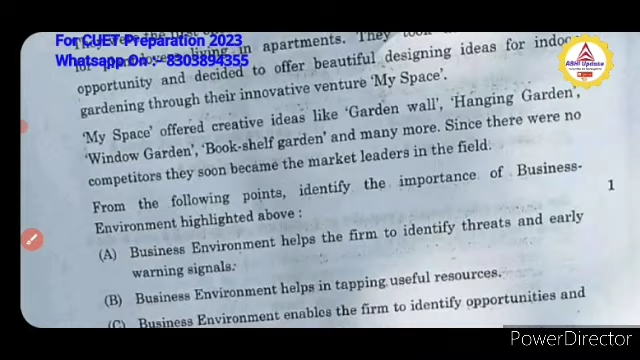 For CUET Preparation 2023
Whatsapp On :- 8303894355
living in apartments. They
opportunity and decided to offer beautiful designing ideas for indoor
gardening through their innovative venture 'My Space'.
'My Space' offered creative ideas like 'Garden wall', 'Hanging Garden',
'Window Garden', 'Book-shelf garden' and many more. Since there were no
competitors they soon became the market leaders in the field.
From the following points, identify the importance of Business-
Environment highlighted above :
1
(A) Business Environment helps the firm to identify threats and early
warning signals.
(B) Business Environment helps in tapping useful resources.
(C) Business Environment enables the firm to identify opportunities and
ABHI Update
PowerDirector